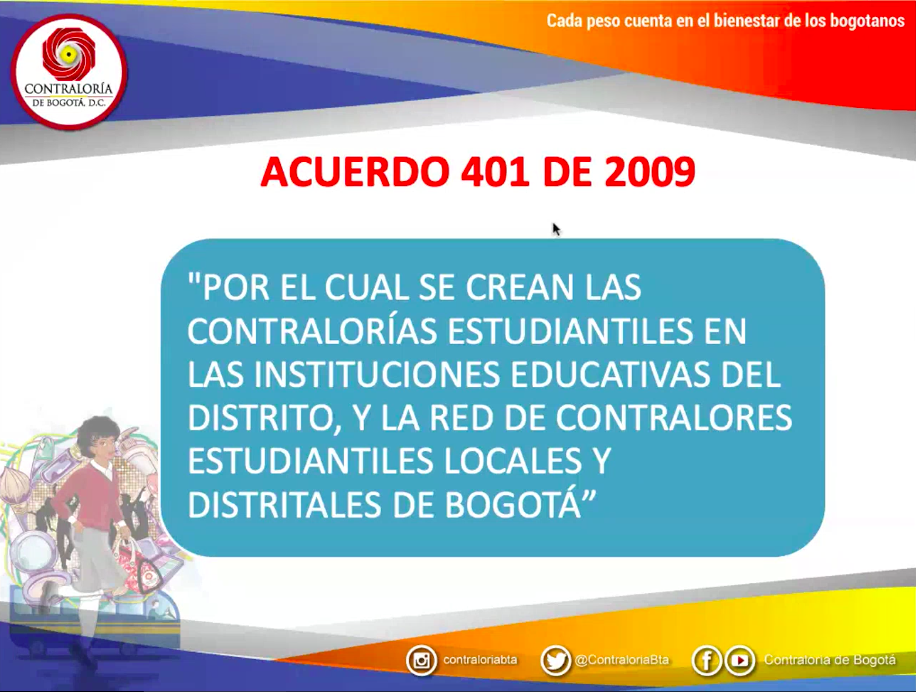 Cada peso cuenta en el bienestar de los bogotanos
CONTRALORÍA
DE BOGOTÁ, D.C.
ACUERDO 401 DE 2009
"POR EL CUAL SE CREAN LAS
CONTRALORÍAS ESTUDIANTILES EN
LAS INSTITUCIONES EDUCATIVAS DEL
DISTRITO, Y LA RED DE CONTRALORES
ESTUDIANTILES LOCALES Y
DISTRITALES DE BOGOTÁ”
contraloriabta @ContraloriaBta Contraloría de Bogotá